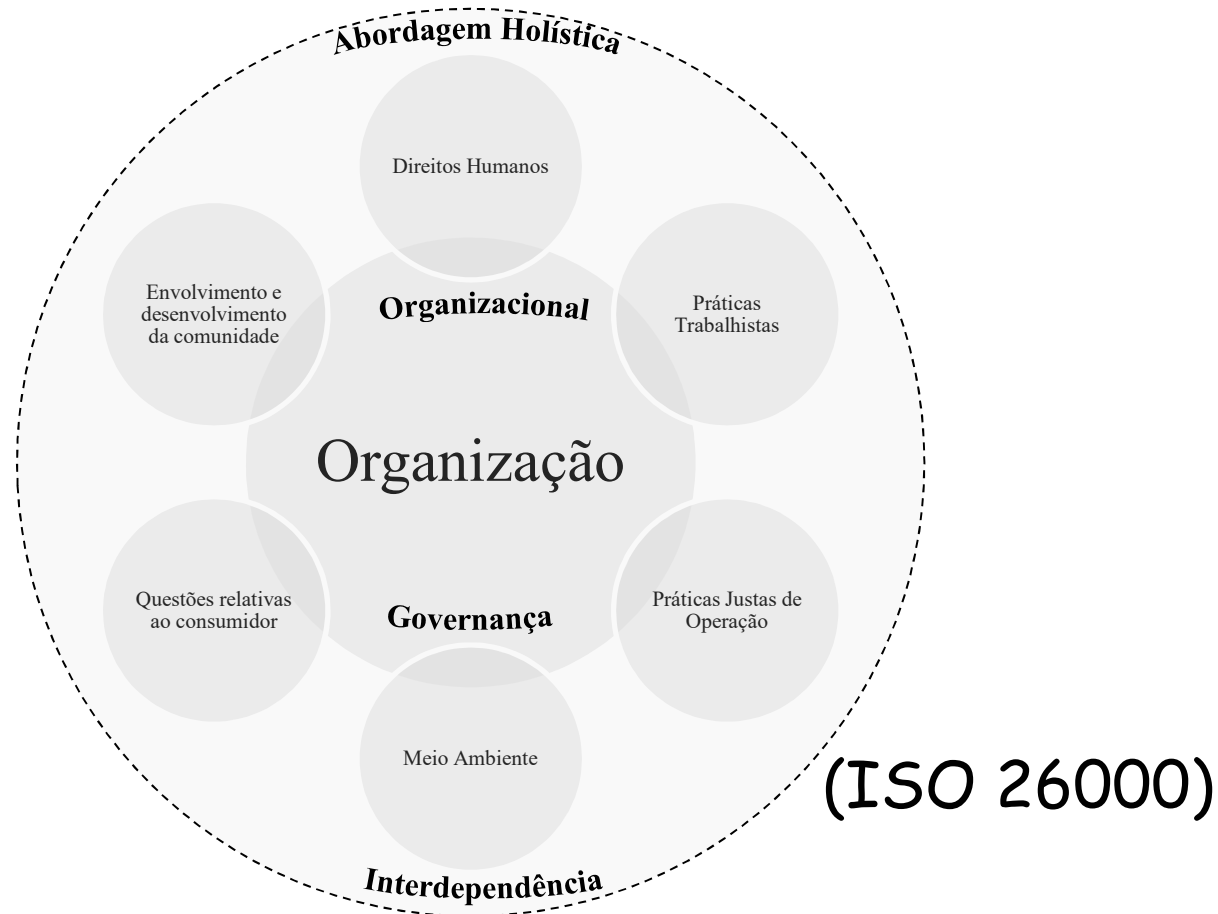 Abordagem Holística
Direitos Humanos
Envolvimento e
desenvolvimento
da comunidade
Organizacional
Práticas
Trabalhistas
Organização
Questões relativas
ao consumidor
Governança
Práticas Justas de
Operação
Meio Ambiente
(ISO 26000)
Interdependência